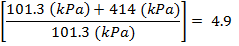 [101.3 (kPa) + 414 (kPa) / 101.3 (kPa)] = 4.9